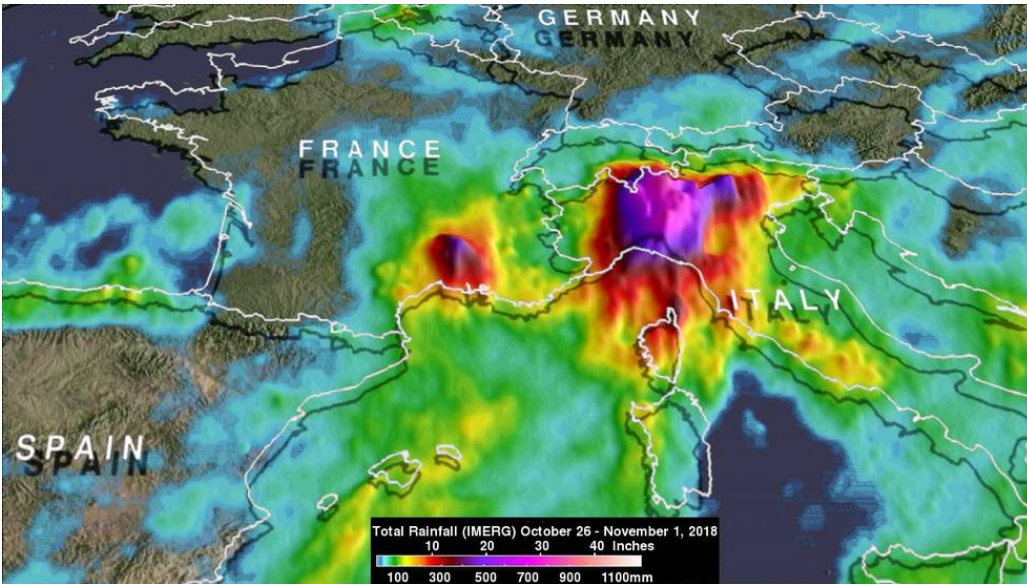 GERMANY
FRANCE
ITALY
SPAIN
Total Rainfall (IMERG) October 26 - November 1, 2018
10 20 30 40 Inches
100 300 500 700 900 1100mm